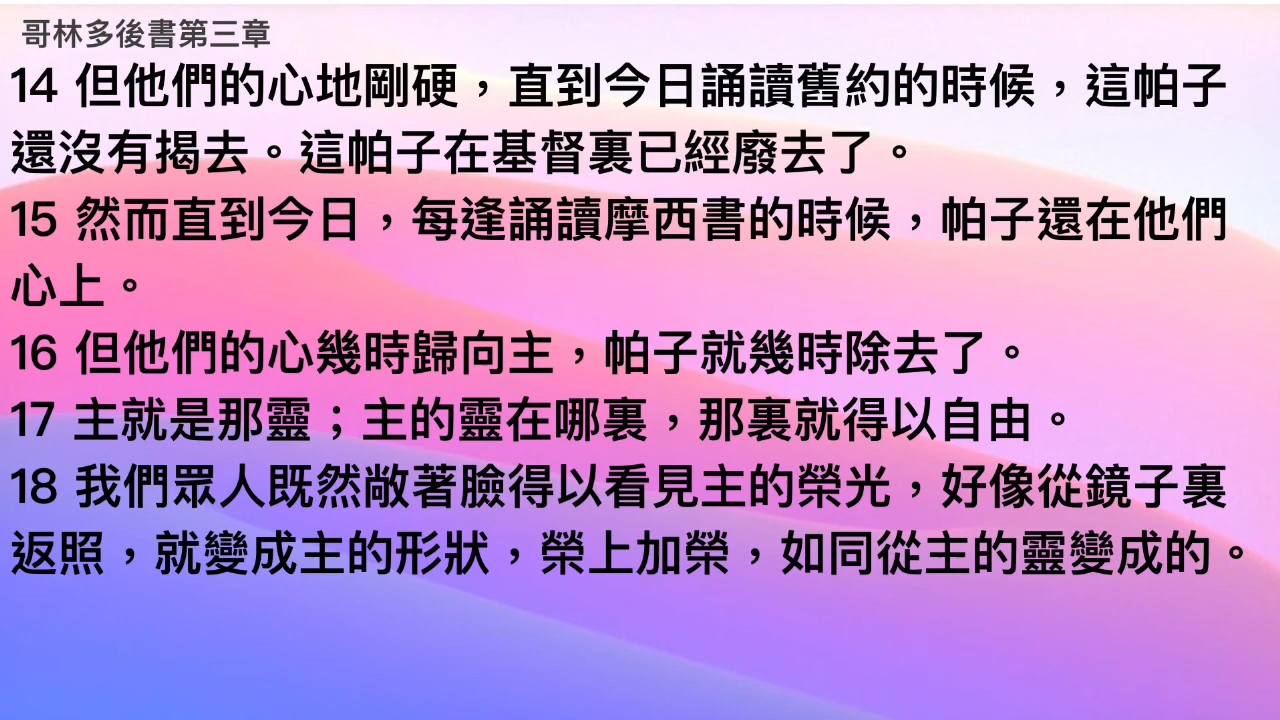 哥林多後書第三章
14 但他們的心地剛硬，直到今日誦讀舊約的時候，這帕子
還沒有揭去。這帕子在基督裏已經廢去了。
15 然而直到今日，每逢誦讀摩西書的時候，帕子還在他們
心上。
16 但他們的心幾時歸向主，帕子就幾時除去了。
17 主就是那靈；主的靈在哪裏，那裏就得以自由。
18 我們眾人既然敞著臉得以看見主的榮光，好像從鏡子裏
返照，就變成主的形狀，榮上加榮，如同從主的靈變成的。